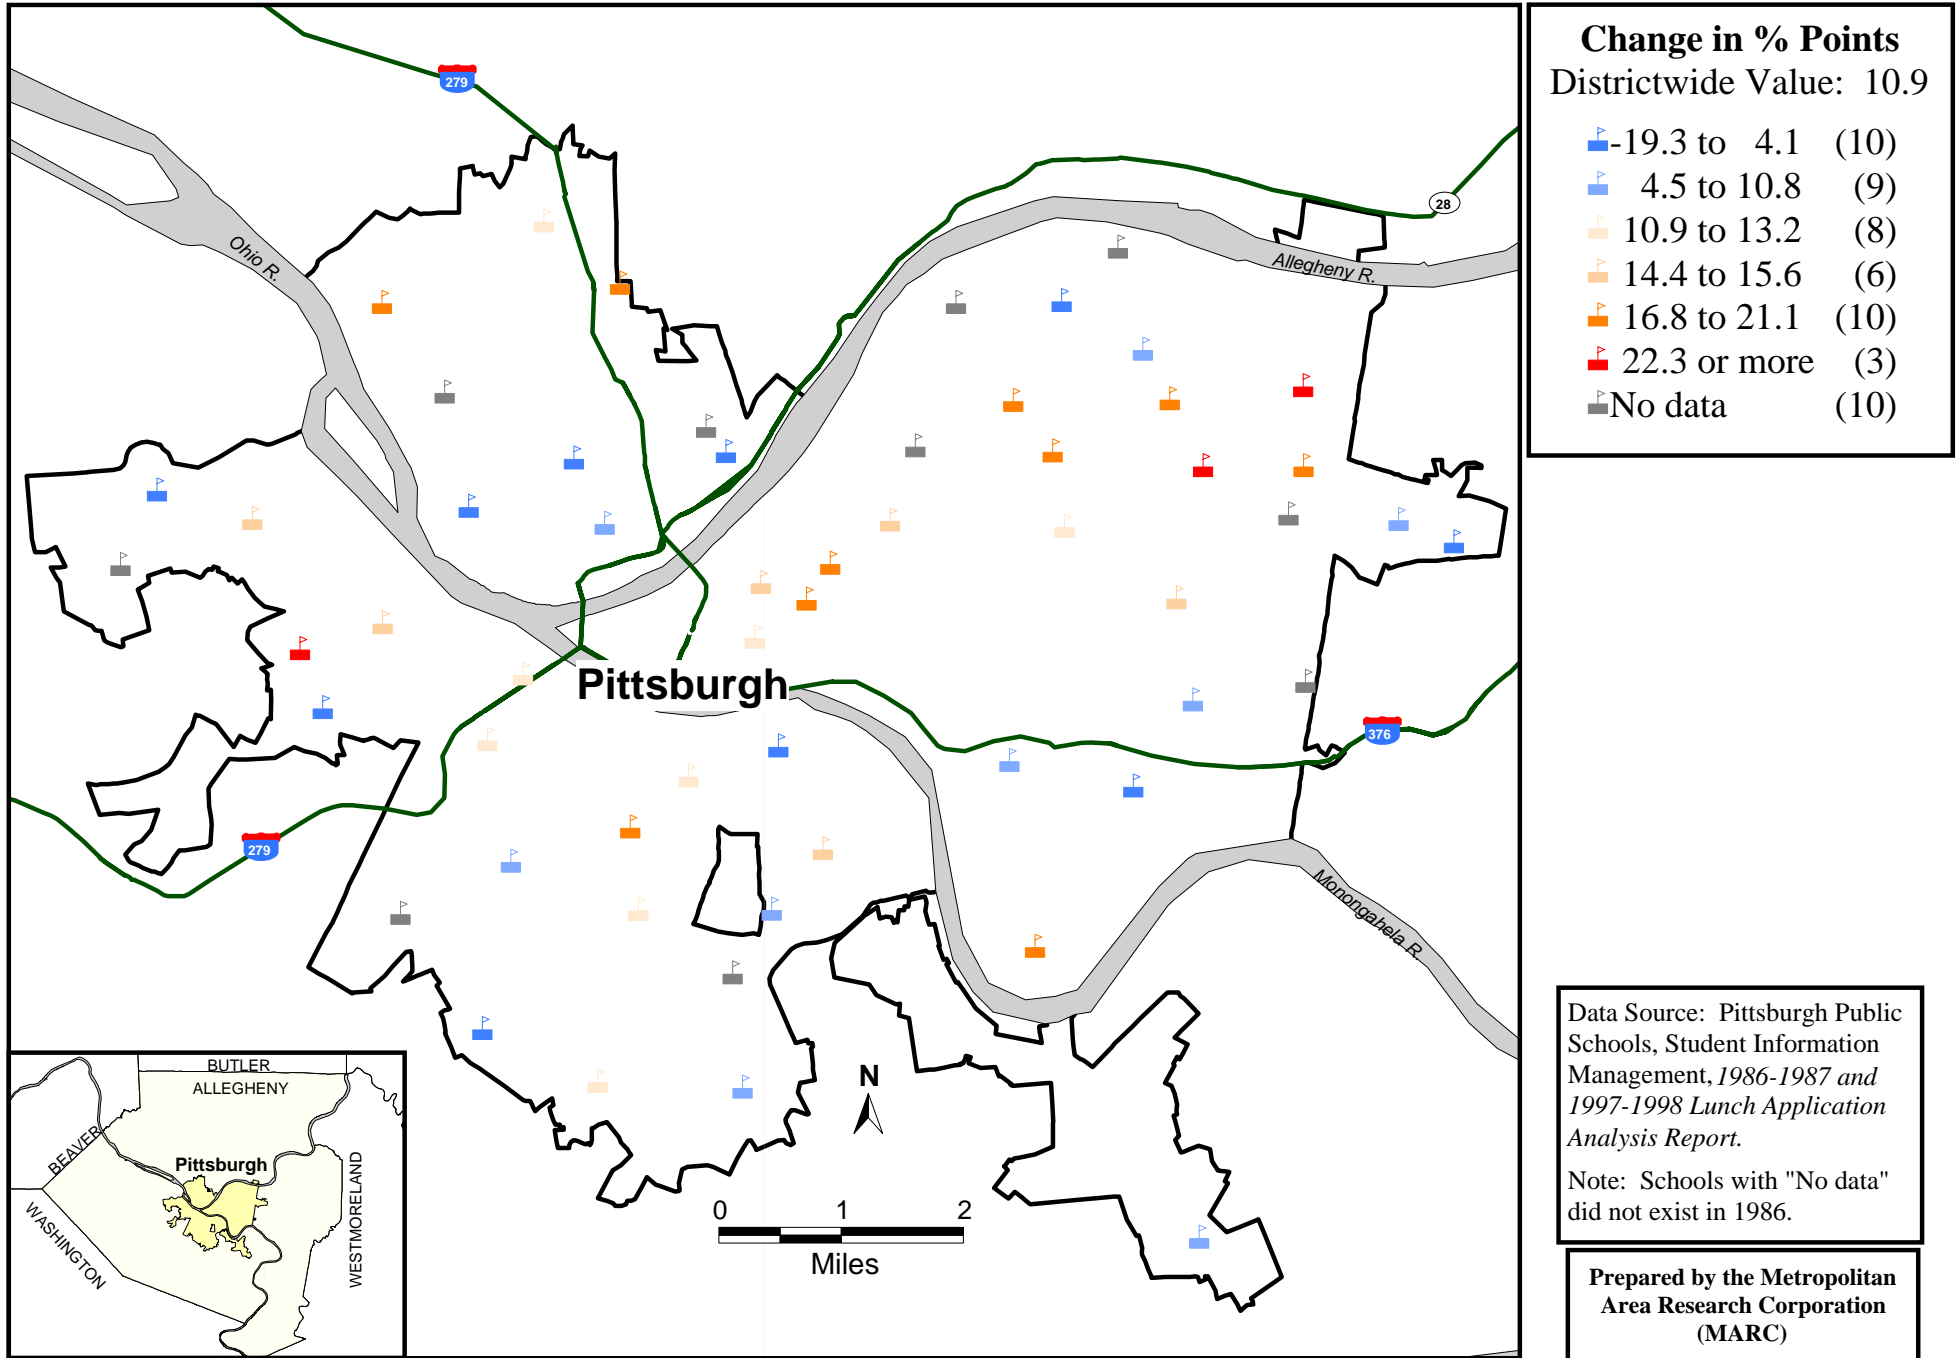 Change in % Points
Districtwide Value: 10.9
-19.3 to 4.1 (10)
4.5 to 10.8 (9)
10.9 to 13.2 (8)
14.4 to 15.6 (6)
16.8 to 21.1 (10)
22.3 or more (3)
No data (10)
279
28
Ohio R.
Allegheny R.
Pittsburgh
376
279
Monongahela R.
N
0 1 2
Miles
BUTLER
ALLEGHENY
BEAVER
Pittsburgh
WASHINGTON
WESTMORELAND
Data Source: Pittsburgh Public
Schools, Student Information
Management, 1986-1987 and
1997-1998 Lunch Application
Analysis Report.
Note: Schools with "No data"
did not exist in 1986.
Prepared by the Metropolitan
Area Research Corporation
(MARC)